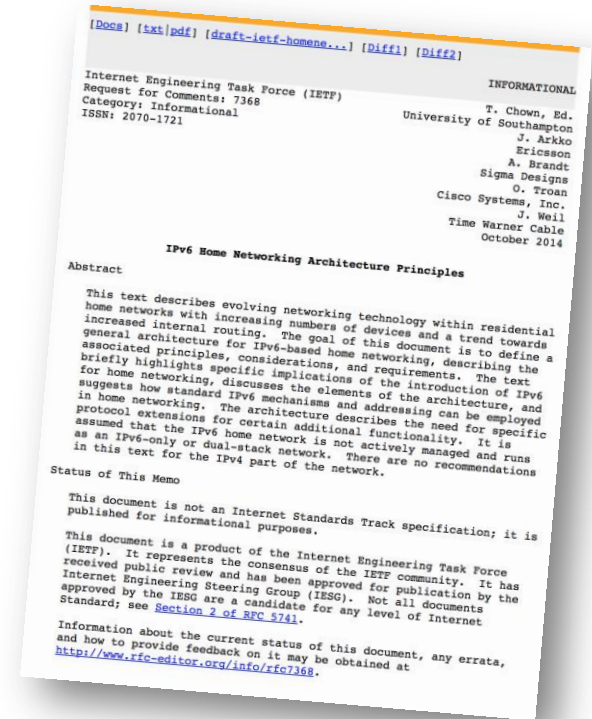 [Docs] [txt|pdf] [draft-ietf-homene...] [Diff1] [Diff2]
INFORMATIONAL
Internet Engineering Task Force (IETF)
Request for Comments: 7368
Category: Informational
ISSN: 2070-1721
T. Chown, Ed.
University of Southampton
J. Arkko
Ericsson
A. Brandt
Sigma Designs
O. Troan
Cisco Systems, Inc.
J. Weil
Time Warner Cable
October 2014
IPv6 Home Networking Architecture Principles
Abstract
This text describes evolving networking technology within residential
home networks with increasing numbers of devices and a trend towards
increased internal routing. The goal of this document is to define a
general architecture for IPv6-based home networking, describing the
associated principles, considerations, and requirements. The text
briefly highlights specific implications of the introduction of IPv6
for home networking, discusses the elements of the architecture, and
suggests how standard IPv6 mechanisms and addressing can be employed
in home networking. The architecture describes the need for specific
protocol extensions for certain additional functionality. It is
assumed that the IPv6 home network is not actively managed and runs
as an IPv6-only or dual-stack network. There are no recommendations
in this text for the IPv4 part of the network.
Status of This Memo
This document is not an Internet Standards Track specification; it is
published for informational purposes.
This document is a product of the Internet Engineering Task Force
(IETF). It represents the consensus of the IETF community. It has
received public review and has been approved for publication by the
Internet Engineering Steering Group (IESG). Not all documents
approved by the IESG are a candidate for any level of Internet
Standard; see Section 2 of RFC 5741.
Information about the current status of this document, any errata,
and how to provide feedback on it may be obtained at
http://www.rfc-editor.org/info/rfc7368.